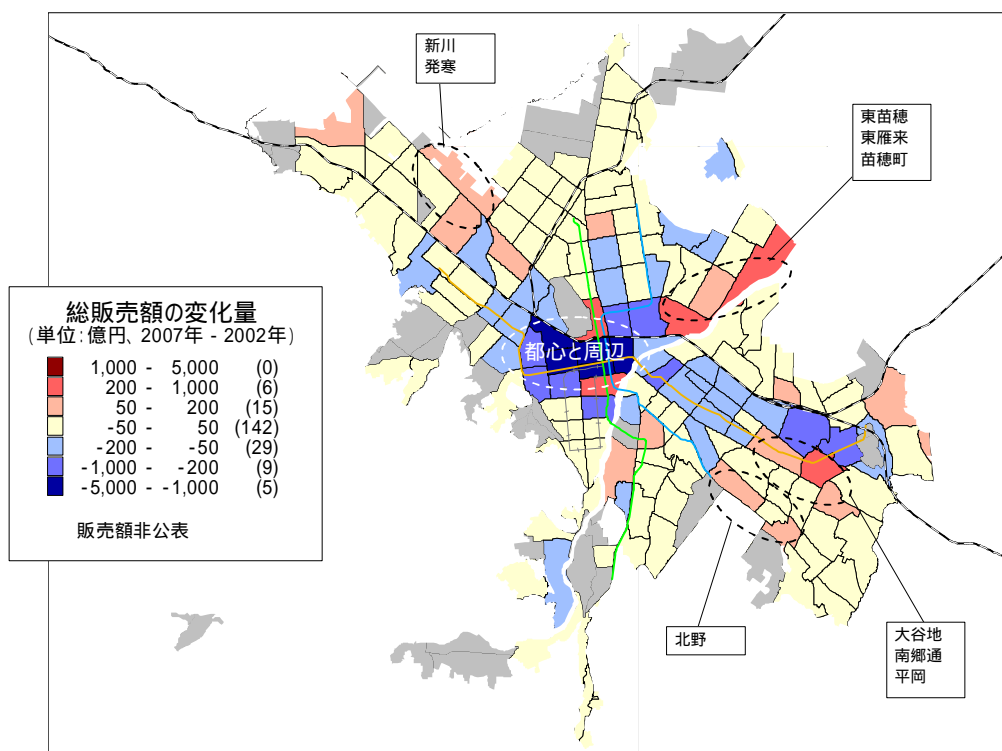 新川
発寒
東苗穂
東雁来
苗穂町
総販売額の変化量
(単位:億円、2007年 - 2002年)
1,000 - 5,000 (0)
200 - 1,000 (6)
50 - 200 (15)
-50 - 50 (142)
-200 - -50 (29)
-1,000 - -200 (9)
-5,000 - -1,000 (5)
販売額非公表
都心と周辺
北野
大谷地
南郷通
平岡